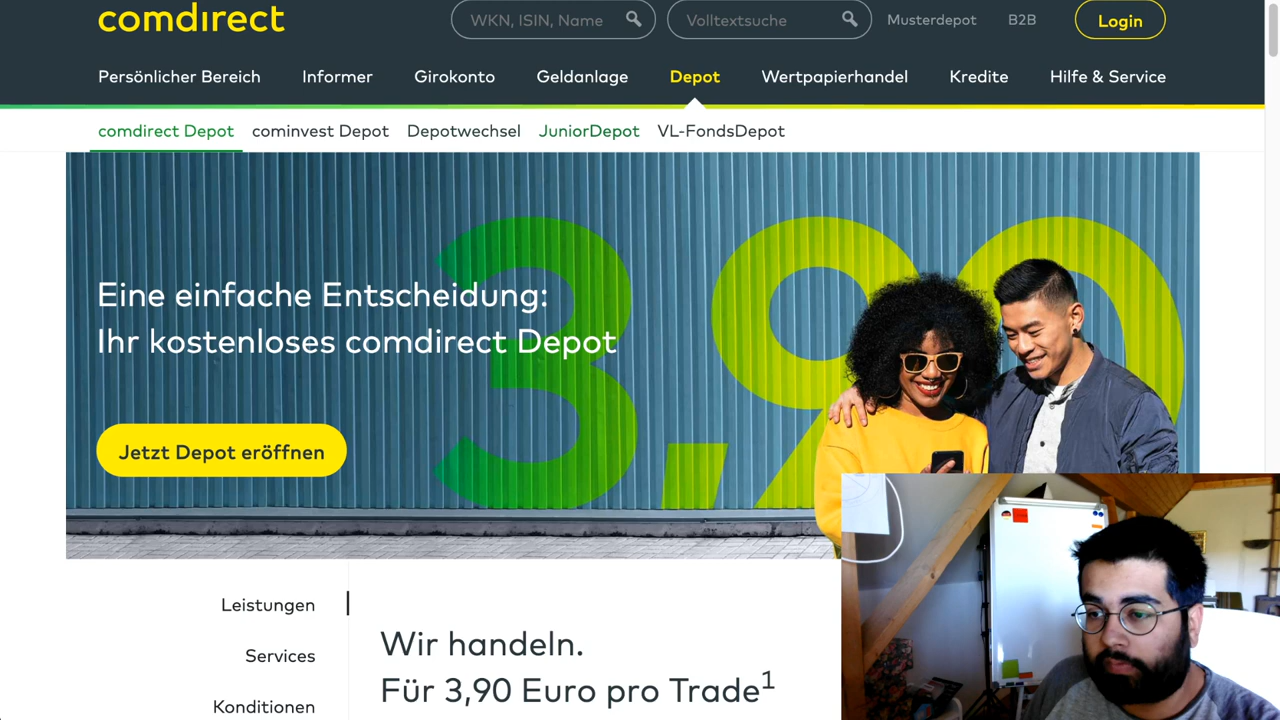 comdirect
WKN, ISIN, Name
Volltextsuche
Musterdepot
B2B
Login
Persönlicher Bereich
Informer
Girokonto
Geldanlage
Depot
Wertpapierhandel
Kredite
Hilfe & Service
comdirect Depot
cominvest Depot
Depotwechsel
JuniorDepot
VL-FondsDepot
3,90
Eine einfache Entscheidung:
Ihr kostenloses comdirect Depot
Jetzt Depot eröffnen
Leistungen
Services
Konditionen
Wir handeln.
Für 3,90 Euro pro Trade¹